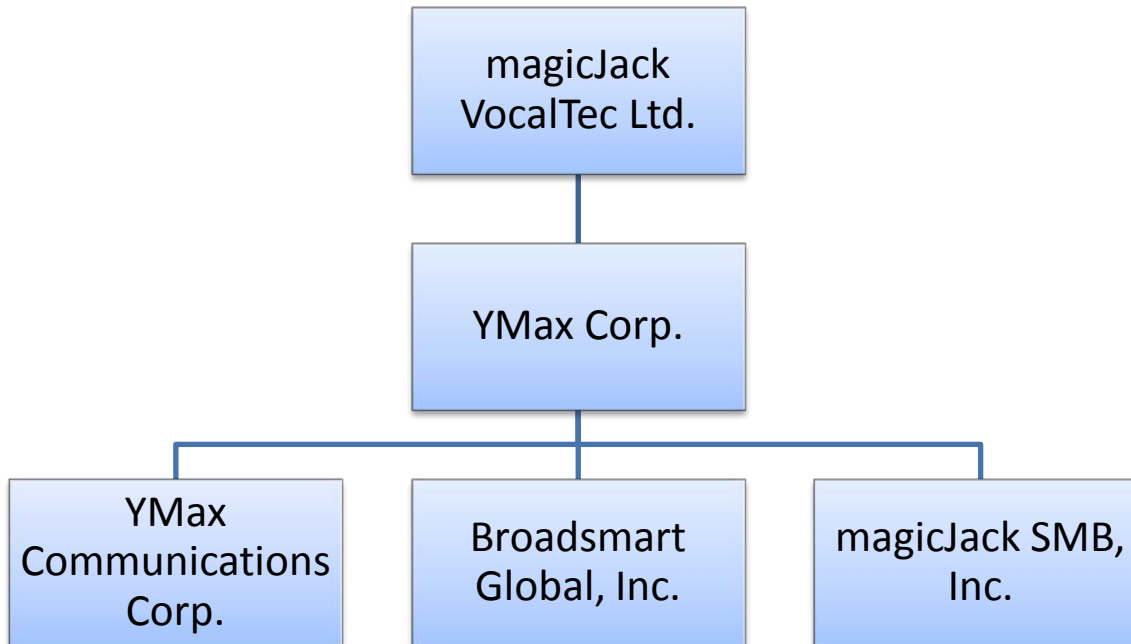 magicJack
VocalTec Ltd.
YMax Corp.
YMax
Communications
Corp.
Broadsmart
Global, Inc.
magicJack SMB,
Inc.